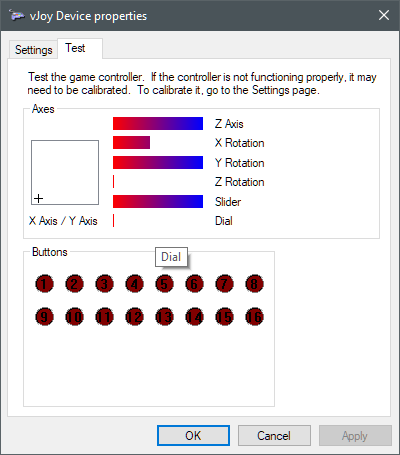 vJoy Device properties
Settings
Test
Test the game controller. If the controller is not functioning properly, it may
need to be calibrated. To calibrate it, go to the Settings page.
Axes
Z Axis
X Rotation
Y Rotation
Z Rotation
Slider
X Axis / Y Axis
Dial
Buttons
Dial
1 2 3 4 5 6 7 8
9 10 11 12 13 14 15 16
OK
Cancel
Apply